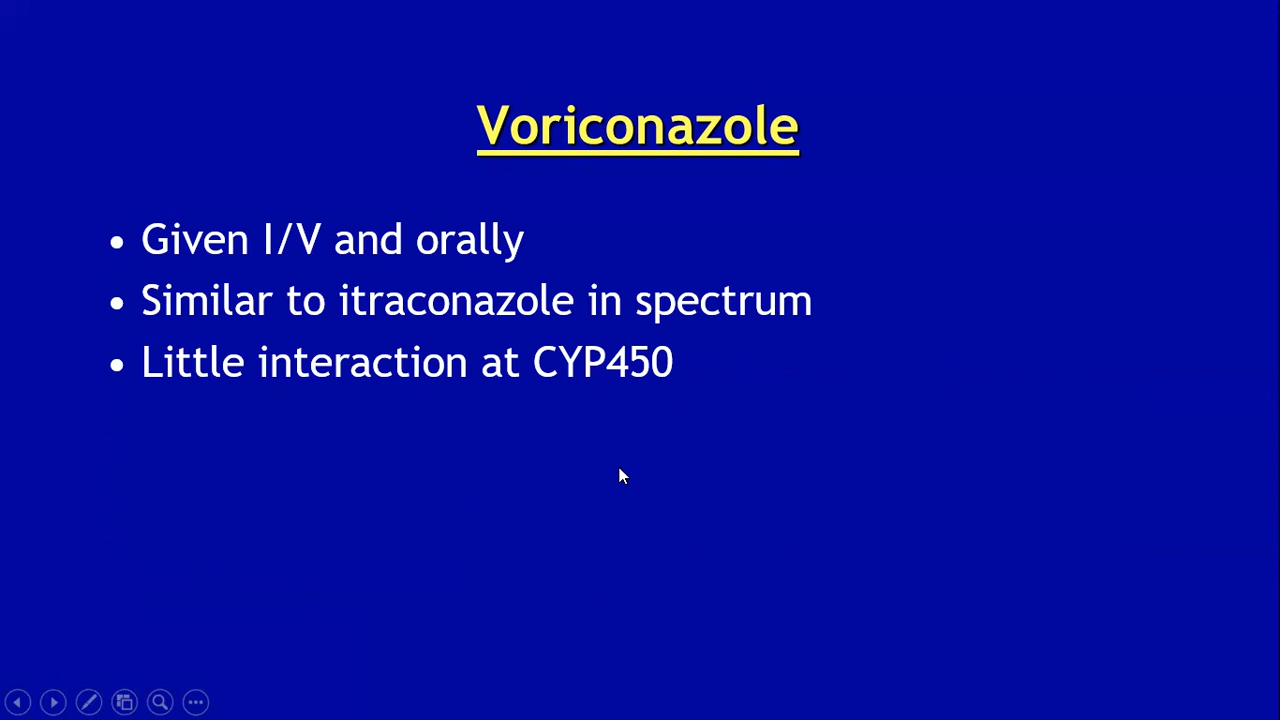 Voriconazole
• Given I/V and orally
• Similar to itraconazole in spectrum
• Little interaction at CYP450